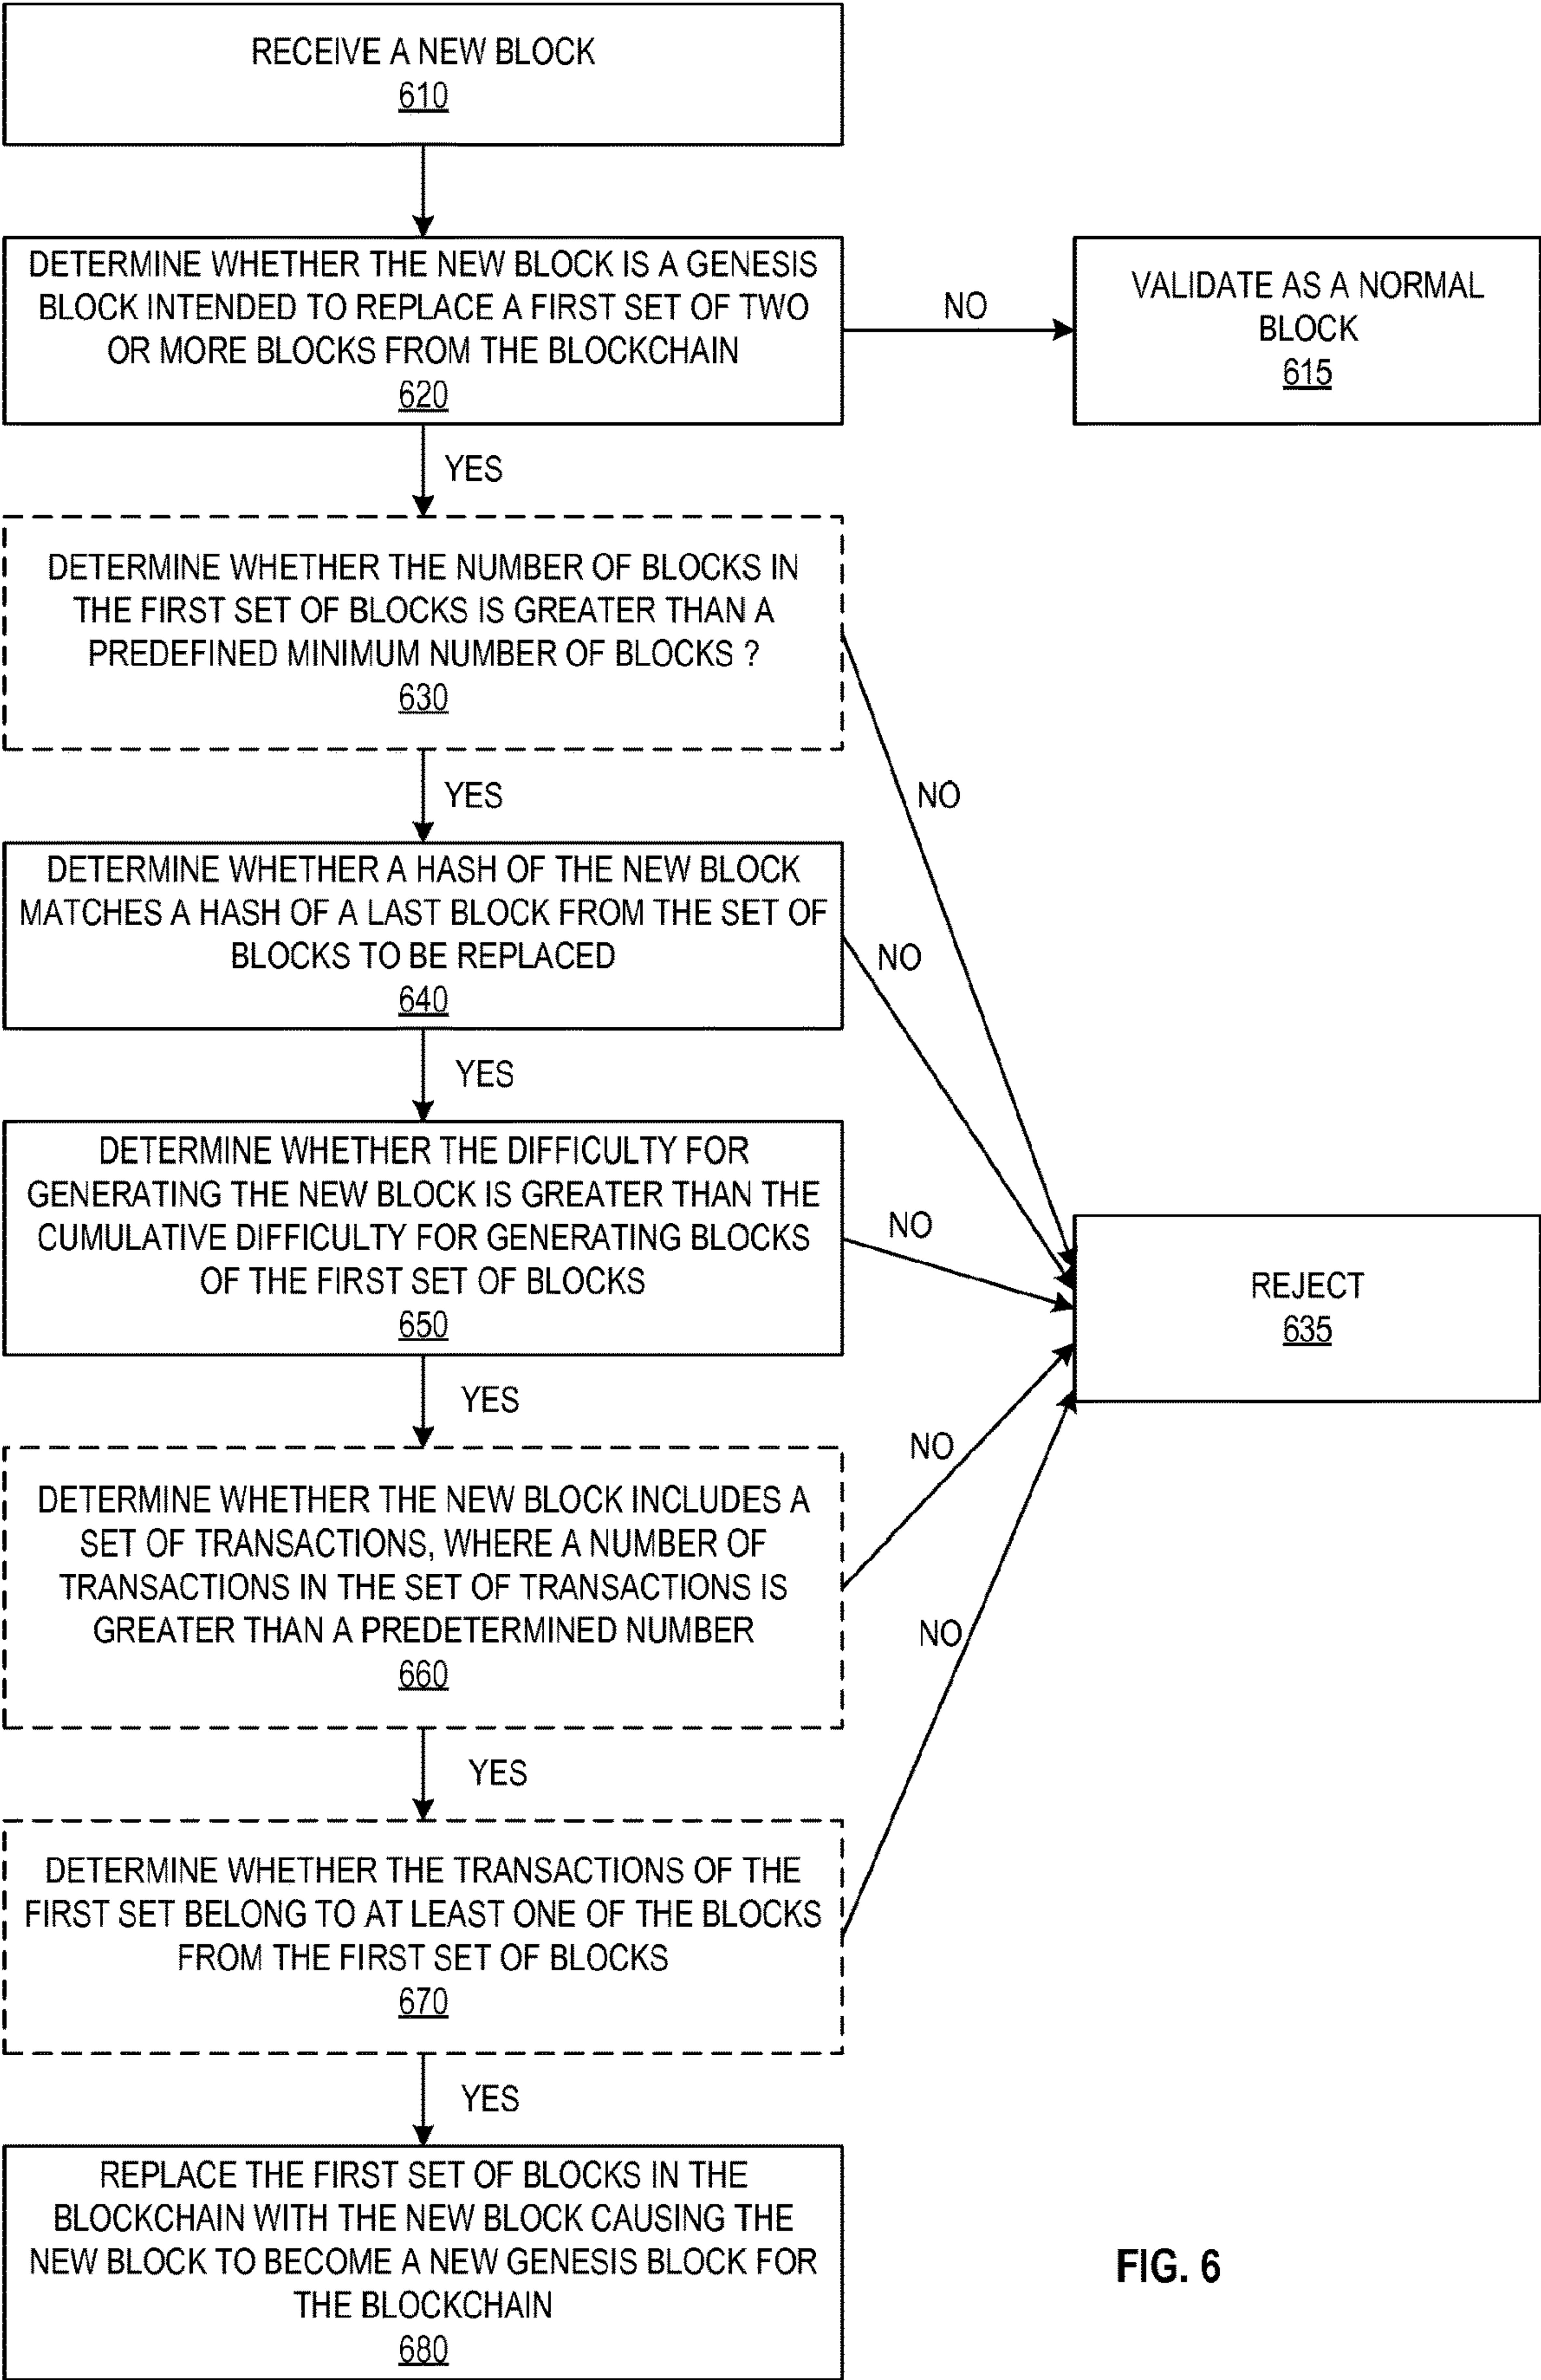 RECEIVE A NEW BLOCK
610
DETERMINE WHETHER THE NEW BLOCK IS A GENESIS
BLOCK INTENDED TO REPLACE A FIRST SET OF TWO
OR MORE BLOCKS FROM THE BLOCKCHAIN
620
NO
VALIDATE AS A NORMAL
BLOCK
615
YES
DETERMINE WHETHER THE NUMBER OF BLOCKS IN
THE FIRST SET OF BLOCKS IS GREATER THAN A
PREDEFINED MINIMUM NUMBER OF BLOCKS ?
630
YES
NO
DETERMINE WHETHER A HASH OF THE NEW BLOCK
MATCHES A HASH OF A LAST BLOCK FROM THE SET OF
BLOCKS TO BE REPLACED
640
NO
YES
DETERMINE WHETHER THE DIFFICULTY FOR
GENERATING THE NEW BLOCK IS GREATER THAN THE
CUMULATIVE DIFFICULTY FOR GENERATING BLOCKS
OF THE FIRST SET OF BLOCKS
650
NO
REJECT
635
YES
NO
DETERMINE WHETHER THE NEW BLOCK INCLUDES A
SET OF TRANSACTIONS, WHERE A NUMBER OF
TRANSACTIONS IN THE SET OF TRANSACTIONS IS
GREATER THAN A PREDETERMINED NUMBER
660
NO
YES
DETERMINE WHETHER THE TRANSACTIONS OF THE
FIRST SET BELONG TO AT LEAST ONE OF THE BLOCKS
FROM THE FIRST SET OF BLOCKS
670
YES
REPLACE THE FIRST SET OF BLOCKS IN THE
BLOCKCHAIN WITH THE NEW BLOCK CAUSING THE
NEW BLOCK TO BECOME A NEW GENESIS BLOCK FOR
THE BLOCKCHAIN
680
FIG. 6